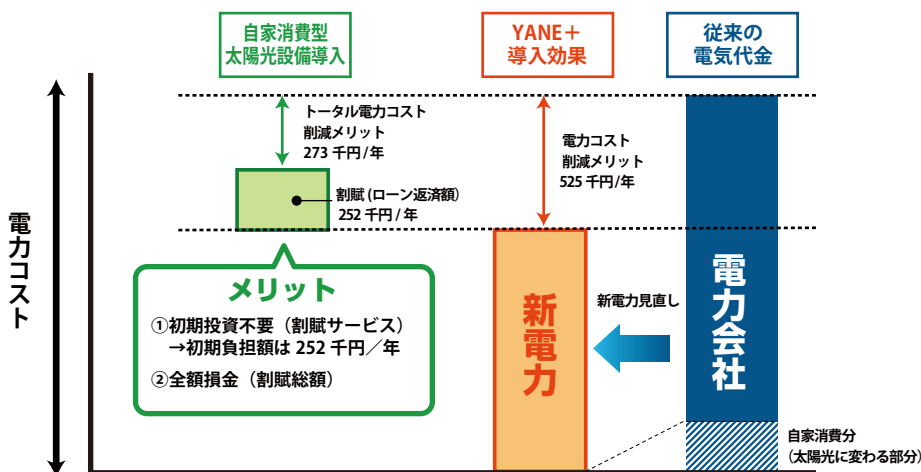 自家消費型
太陽光設備導入
YANE＋
導入効果
従来の
電気代金
電力コスト
トータル電力コスト
削減メリット
273 千円/年
割賦 (ローン返済額)
252 千円 / 年
電力コスト
削減メリット
525 千円/年
メリット
①初期投資不要（割賦サービス）
→初期負担額は 252 千円／年
②全額損金（割賦総額）
新電力
新電力見直し
電力会社
自家消費分
（太陽光に変わる部分）